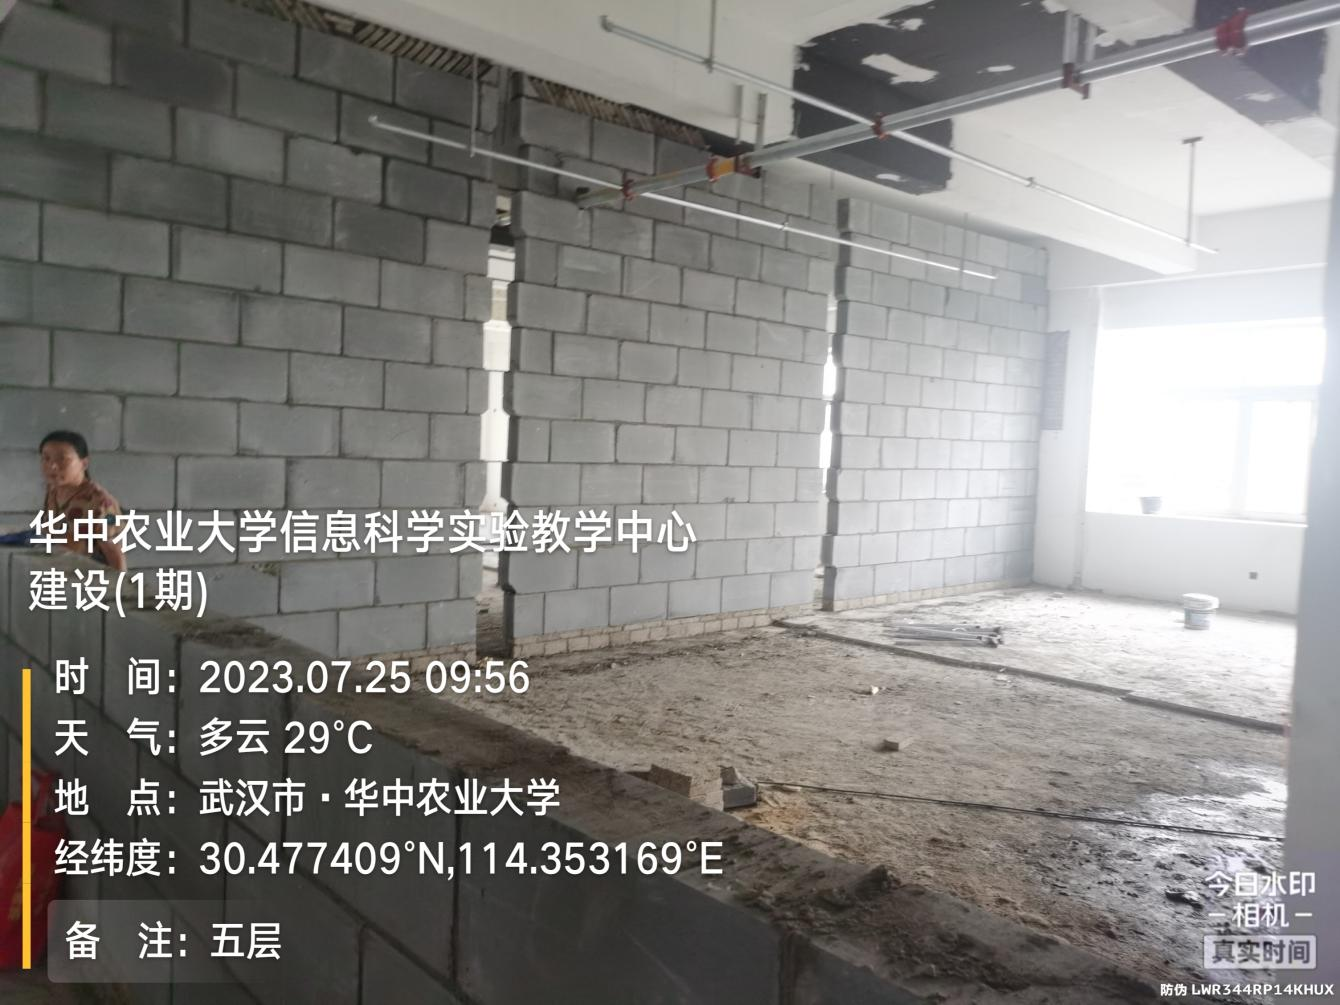 华中农业大学信息科学实验教学中心
建设(1期)
时 间：2023.07.25 09:56
天 气：多云 29°C
地 点：武汉市·华中农业大学
经纬度：30.477409°N,114.353169°E
备 注：五层
今日水印
-相机-
真实时间
防伪 LWR344RP14KHUX